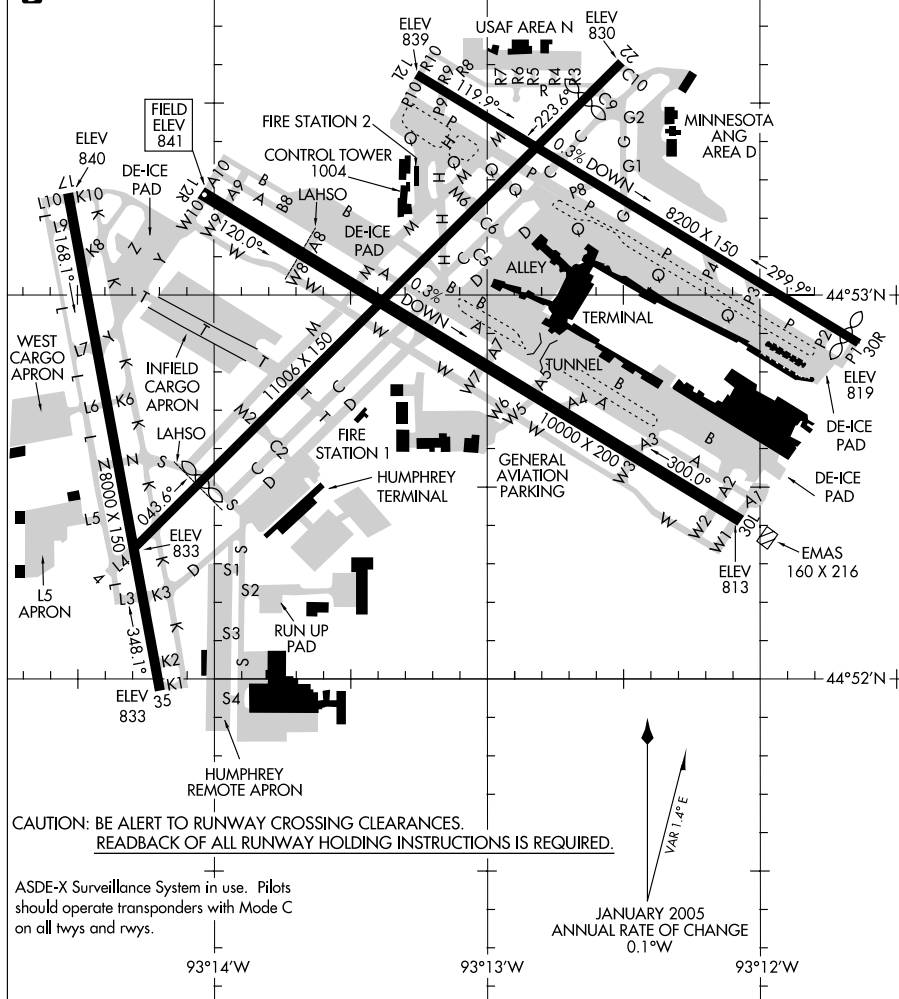 ELEV
839
R10
R9
R8
12L
P10
P9
119.9°
USAF AREA N
R7
R6
R5
R4
R3
R
ELEV
830
22
C10
C9
223.6°
G2
G1
MINNESOTA
ANG
AREA D
FIELD
ELEV
841
FIRE STATION 2
CONTROL TOWER
1004
LAHSO
ELEV
840
17
K10
L10
L9
DE-ICE
PAD
12R
A10
A9
W10
W9
B8
A8
W8
120.0°
DE-ICE
PAD
M6
C6
C5
0.3% DOWN
P8
8200 X 150
P4
P3
299.9°
P2
P1
30R
ELEV
819
44°53'N
168.1°
K8
L7
L6
K6
WEST
CARGO
APRON
INFIELD
CARGO
APRON
LAHSO
11006 X 150
M2
C2
0.3%
DOWN
ALLEY
TERMINAL
TUNNEL
A7
A5
A4
A3
A2
A1
W7
W6
W5
W3
W2
W1
10000 X 200
300.0°
30L
DE-ICE
PAD
DE-ICE
PAD
FIRE
STATION 1
HUMPHREY
TERMINAL
GENERAL
AVIATION
PARKING
EMAS
160 X 216
ELEV
813
043.6°
8000 X 150
L5
ELEV
833
L4
4
L3
K3
L5
APRON
348.1°
S1
S2
S3
S4
RUN UP
PAD
K2
K1
ELEV
833
35
44°52'N
HUMPHREY
REMOTE APRON
CAUTION: BE ALERT TO RUNWAY CROSSING CLEARANCES.
READBACK OF ALL RUNWAY HOLDING INSTRUCTIONS IS REQUIRED.
ASDE-X Surveillance System in use. Pilots
should operate transponders with Mode C
on all twys and rwys.
VAR 1.4° E
JANUARY 2005
ANNUAL RATE OF CHANGE
0.1°W
93°14'W
93°13'W
93°12'W